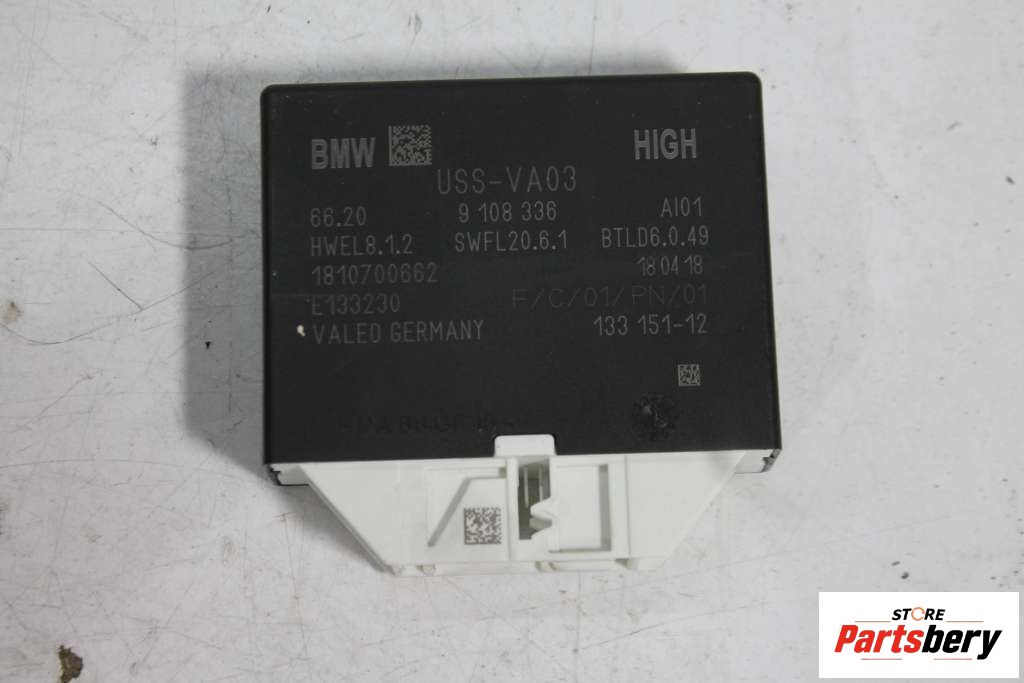 BMW HIGH
USS-VA03
66.20 9 108 336 AI01
HWEL8.1.2 SWFL20.6.1 BTLD6.0.49
1810700662 18 04 18
E133230 F/C/01/PN/01
VALEO GERMANY 133 151-12
STORE
Partsbery